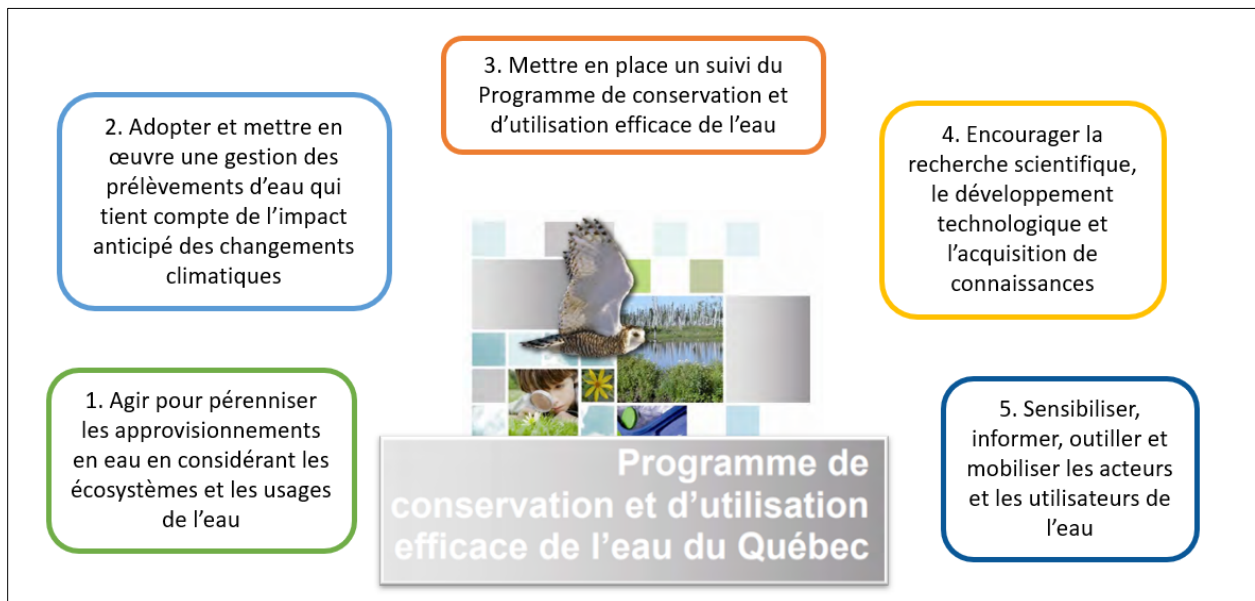 1. Agir pour pérenniser
les approvisionnements
en eau en considérant les
écosystèmes et les usages
de l’eau
2. Adopter et mettre en
œuvre une gestion des
prélèvements d’eau qui
tient compte de l’impact
anticipé des changements
climatiques
3. Mettre en place un suivi du
Programme de conservation et
d’utilisation efficace de l’eau
4. Encourager la
recherche scientifique,
le développement
technologique et
l’acquisition de
connaissances
5. Sensibiliser,
informer, outiller et
mobiliser les acteurs
et les utilisateurs de
l’eau
Programme de
conservation et d’utilisation
efficace de l’eau du Québec